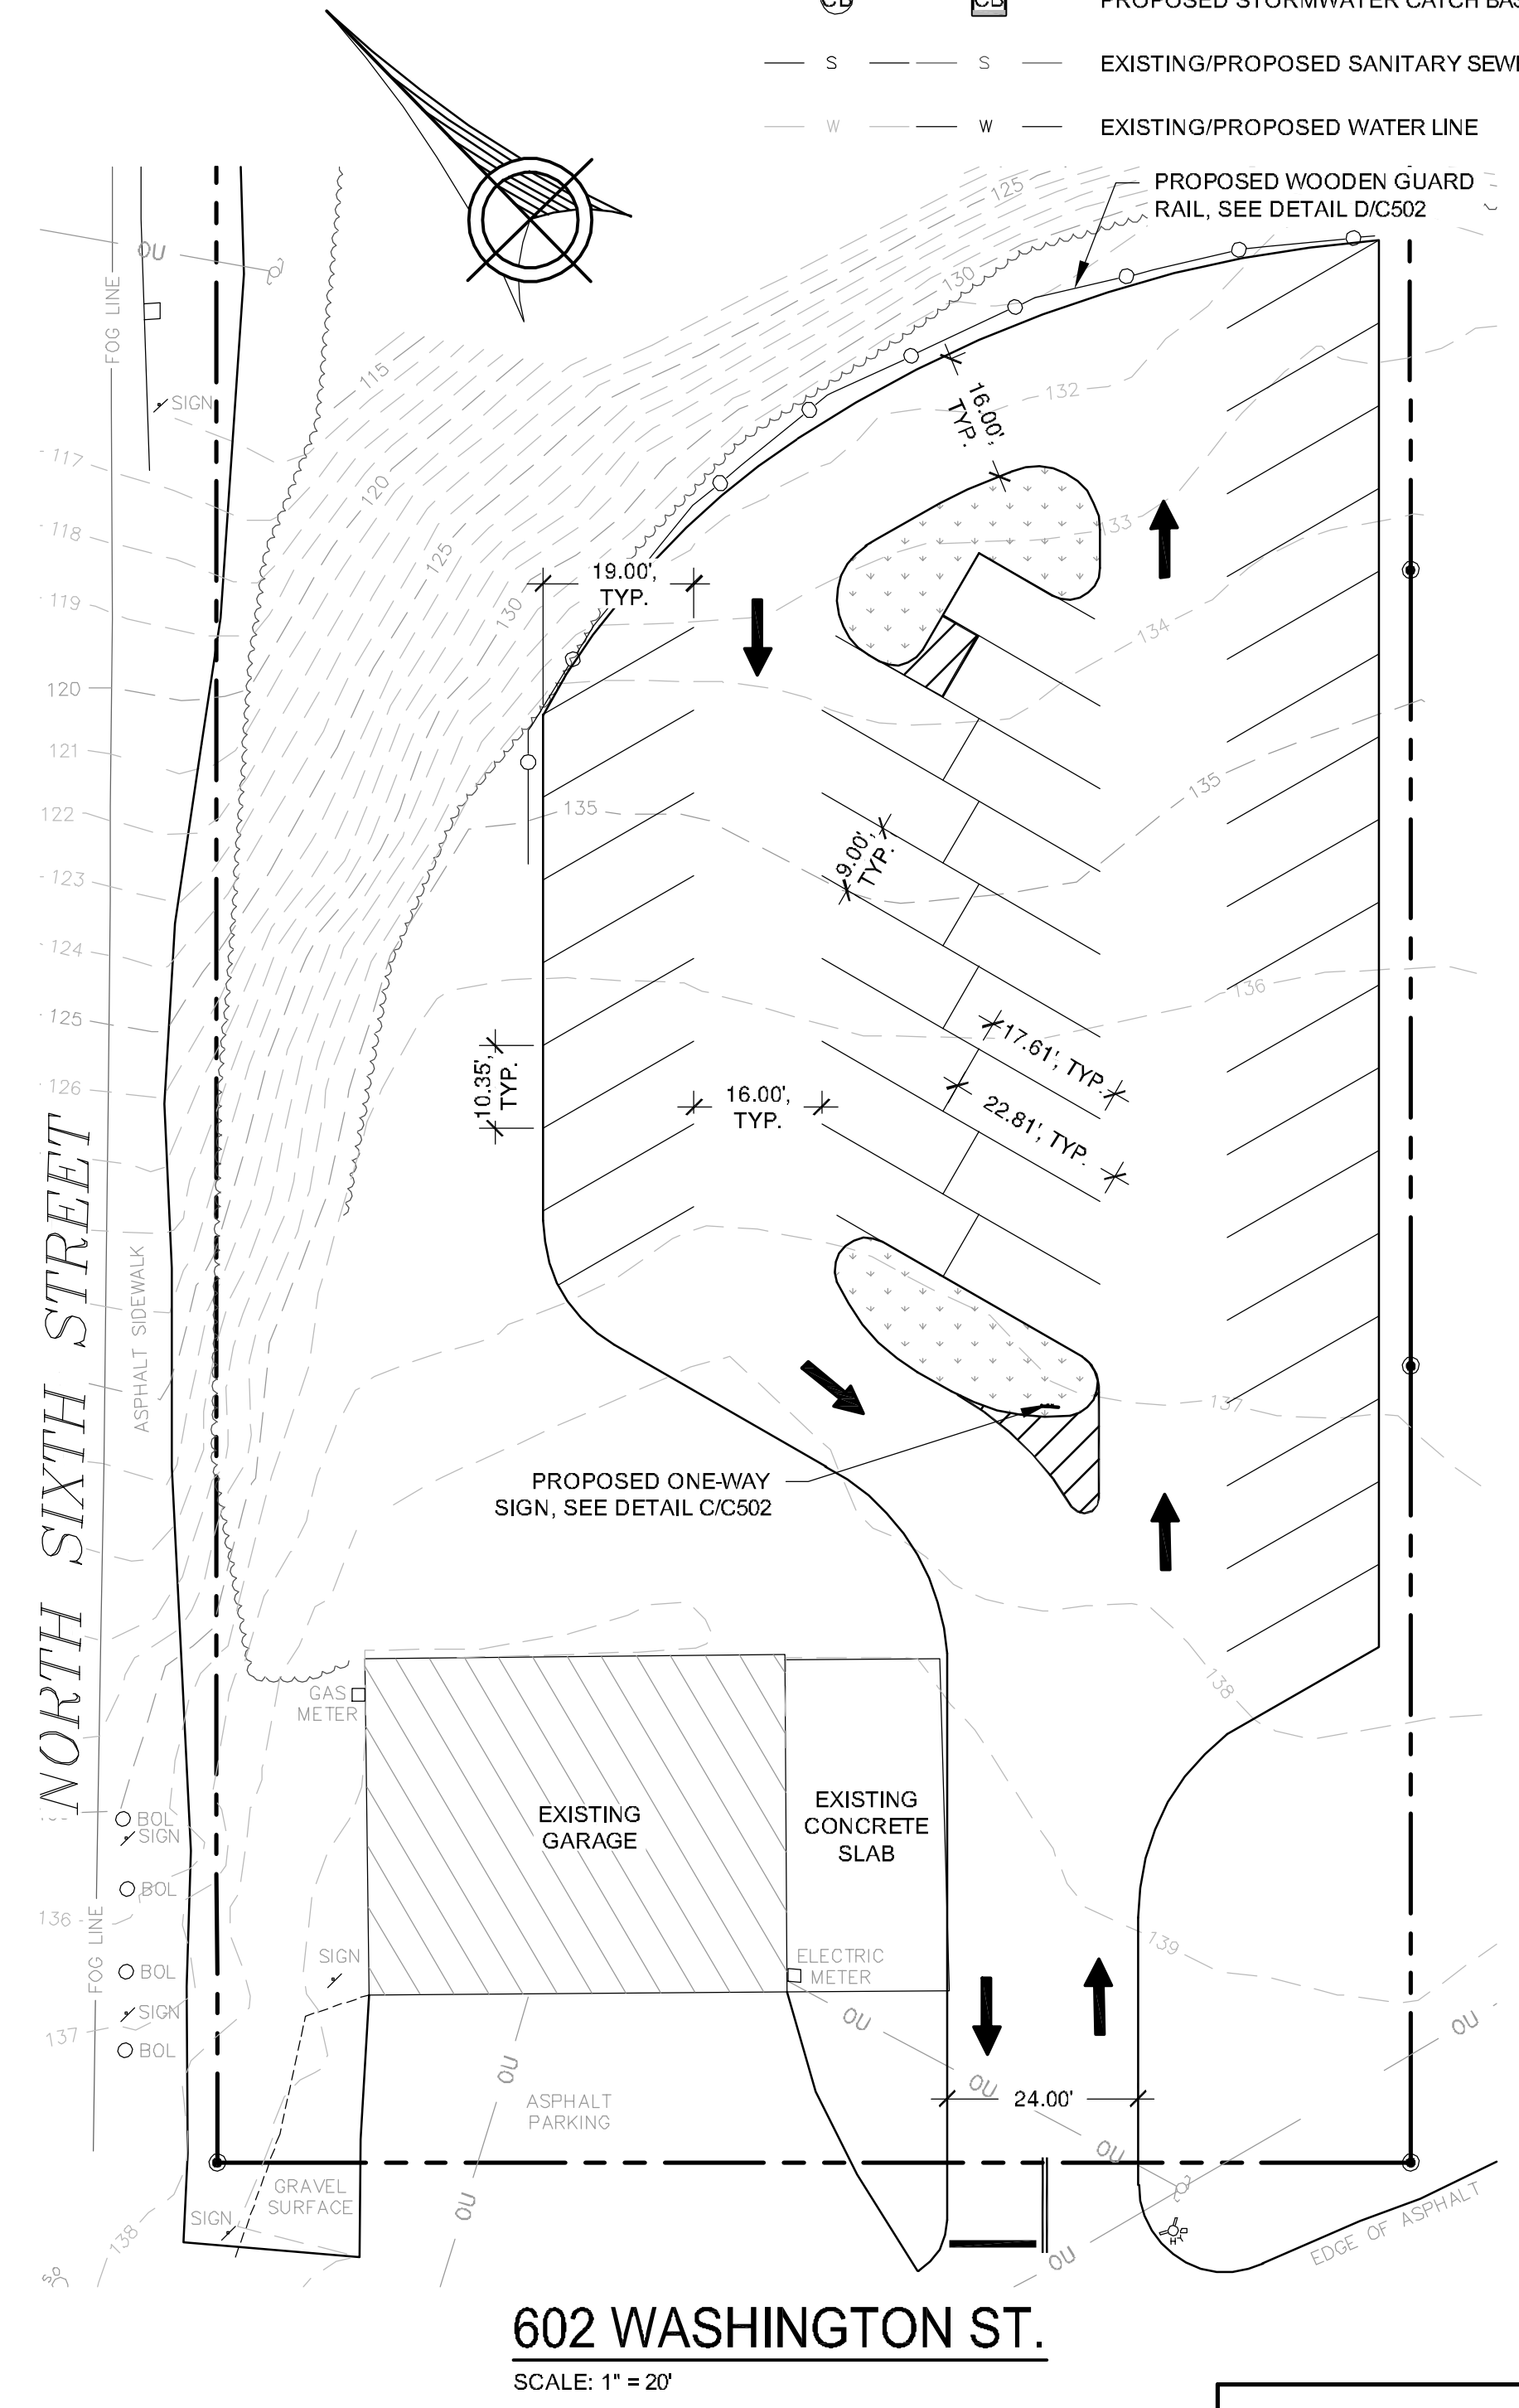 CB
CB
PROPOSED STORMWATER CATCH BAS
S
S
EXISTING/PROPOSED SANITARY SEW
W
W
EXISTING/PROPOSED WATER LINE
PROPOSED WOODEN GUARD
RAIL, SEE DETAIL D/C502
125
130
OU
FOG LINE
SIGN
115
132
16.00',
TYP.
117
120
118
125
133
19.00',
TYP.
119
130
134
120
121
135
135
122
9.00',
TYP.
123
124
136
125
17.61', TYP.
10.35',
TYP.
126
16.00',
TYP.
22.81', TYP.
NORTH SIXTH STREET
ASPHALT SIDEWALK
137
PROPOSED ONE-WAY
SIGN, SEE DETAIL C/C502
GAS
METER
138
EXISTING
GARAGE
EXISTING
CONCRETE
SLAB
BOL
SIGN
BOL
136
FOG LINE
139
SIGN
ELECTRIC
METER
BOL
SIGN
137
BOL
OU
OU
OU
OU
24.00'
ASPHALT
PARKING
OU
GRAVEL
SURFACE
OU
SIGN
138
OU
EDGE OF ASPHALT
602 WASHINGTON ST.
SCALE: 1" = 20'